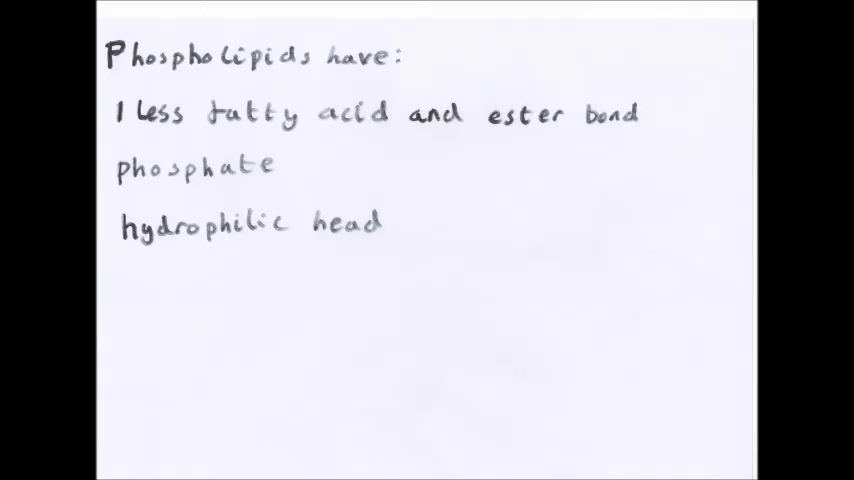 Phospholipids have:
1 less fatty acid and ester bond
phosphate
hydrophilic head